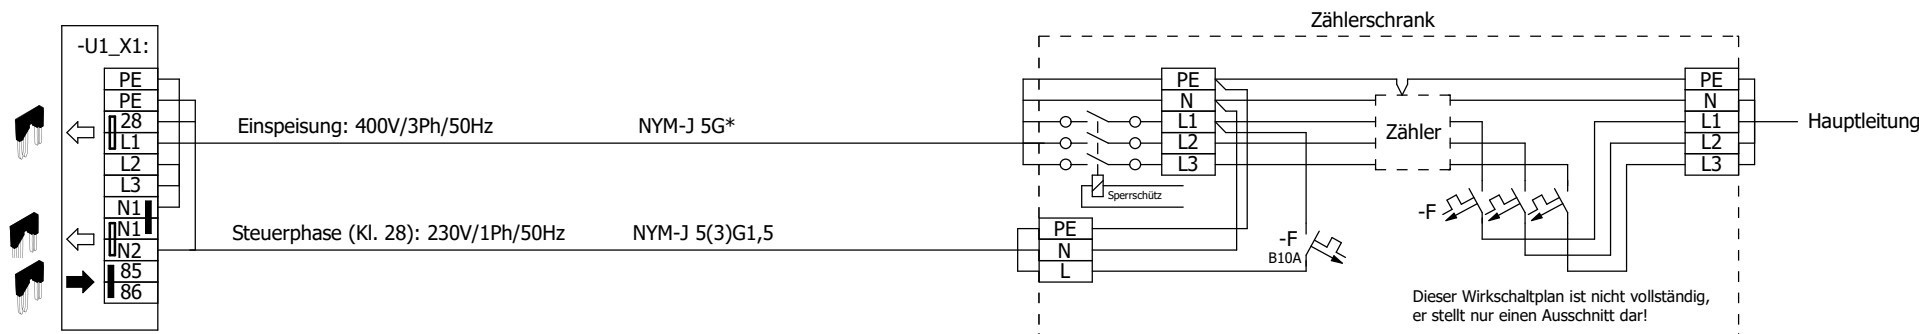 Zählerschrank
-U1_X1:
PE
PE
28
L1
L2
L3
N1
N1
N2
85
86
Einspeisung: 400V/3Ph/50Hz
NYM-J 5G*
Steuerphase (Kl. 28): 230V/1Ph/50Hz
NYM-J 5(3)G1,5
PE
N
L1
L2
L3
Sperrschütz
PE
N
L
-F
B10A
Zähler
-F
PE
N
L1
L2
L3
Hauptleitung
Dieser Wirkschaltplan ist nicht vollständig,
er stellt nur einen Ausschnitt dar!